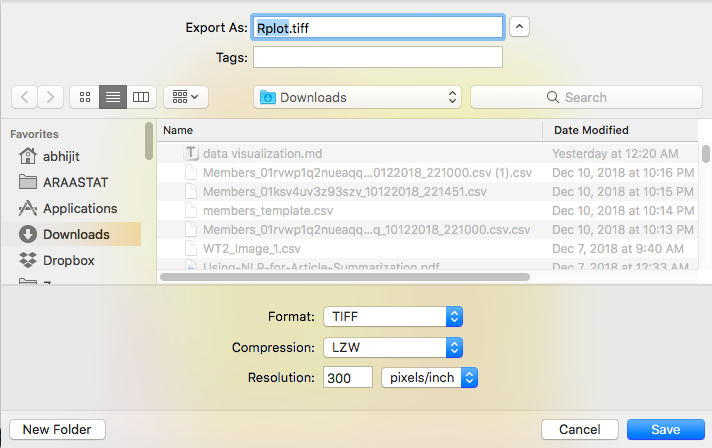 Export As: Rplot.tiff
Tags:
Downloads
Search
Favorites
abhijit
ARAASTAT
Applications
Downloads
Dropbox
Name Date Modified
data visualization.md Yesterday at 12:20 AM
Members_01rvwp1q2nueaqq...0122018_221000.csv (1).csv Dec 10, 2018 at 10:16 PM
Members_01ksv4uv3z93szv_10122018_221451.csv Dec 10, 2018 at 10:15 PM
members_template.csv Dec 10, 2018 at 10:14 PM
Members_01rvwp1q2nueaqq...q_10122018_221000.csv.csv Dec 10, 2018 at 10:13 PM
WT2_Image_1.csv Dec 7, 2018 at 9:40 AM
Using-NLP-for-Article-Summarization.pdf Dec 7, 2018 at 12:33 AM
Format: TIFF
Compression: LZW
Resolution: 300 pixels/inch
New Folder Cancel Save